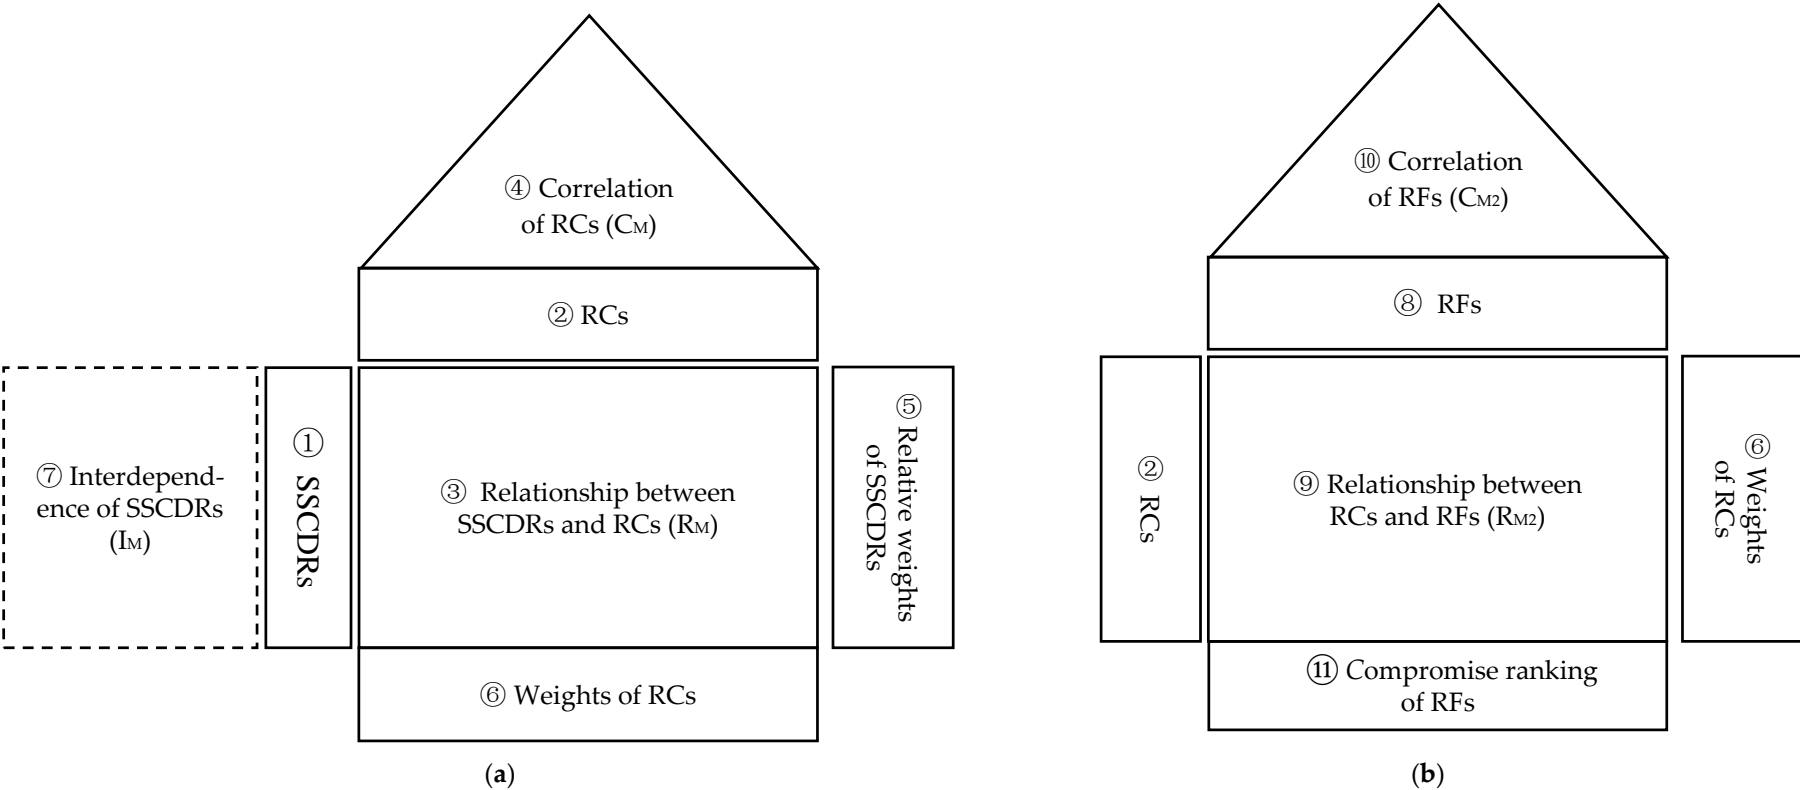 ④ Correlation
of RCs (CM)
② RCs
⑦ Interdepend-
ence of SSCDRs
(IM)
① SSCDRs
③ Relationship between
SSCDRs and RCs (RM)
⑤ Relative weights
of SSCDRs
⑥ Weights of RCs
(a)
⑩ Correlation
of RFs (CM2)
⑧ RFs
② RCs
⑨ Relationship between
RCs and RFs (RM2)
⑥ Weights
of RCs
⑪ Compromise ranking
of RFs
(b)